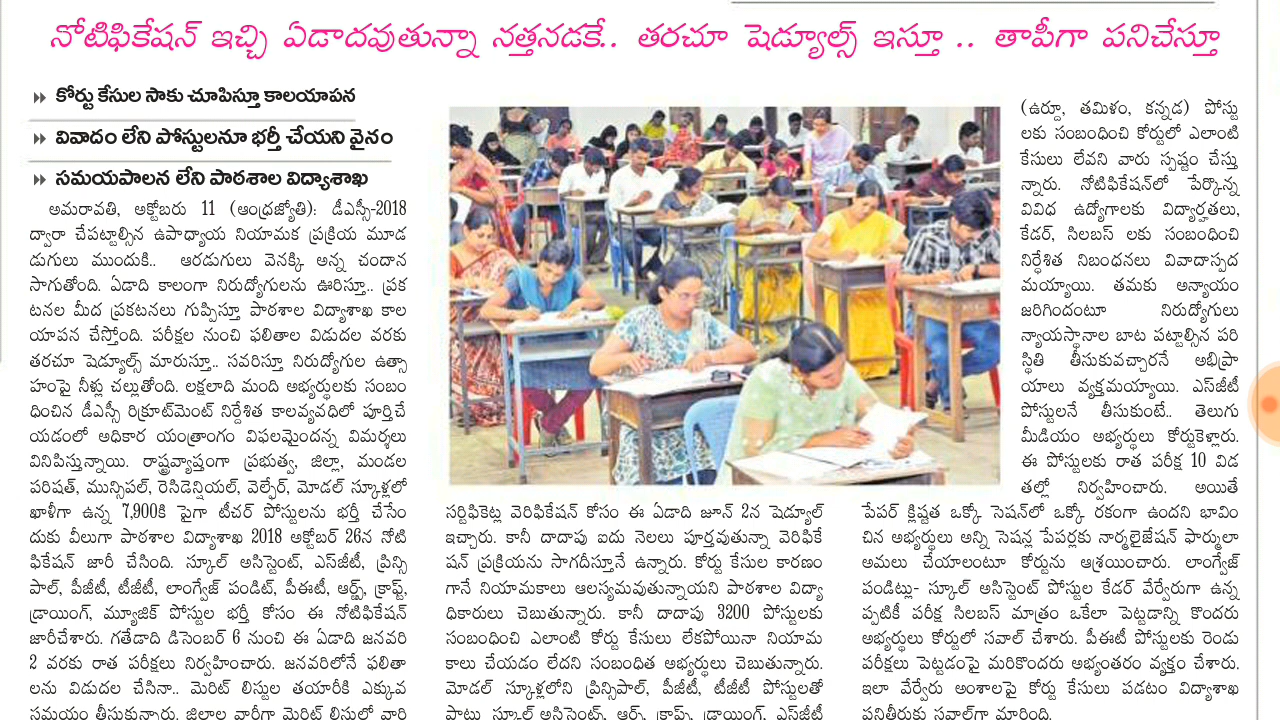 నోటిఫికేషన్ ఇచ్చి ఏడాదవుతున్నా నత్తనడకే.. తరచూ షెడ్యూల్స్ ఇస్తూ .. తాపీగా పనిచేస్తూ
కోర్టు కేసుల సాకు చూపిస్తూ కాలయాపన
వివాదం లేని పోస్టులనూ భర్తీ చేయని వైనం
సమయపాలన లేని పాఠశాల విద్యాశాఖ
అమరావతి, అక్టోబరు 11 (ఆంధ్రజ్యోతి): డీఎస్సీ-2018
ద్వారా చేపట్టాల్సిన ఉపాధ్యాయ నియామక ప్రక్రియ మూడ
డుగులు ముందుకి.. ఆరడుగులు వెనక్కి అన్న చందాన
సాగుతోంది. ఏడాది కాలంగా నిరుద్యోగులను ఊరిస్తూ.. ప్రక
టనల మీద ప్రకటనలు గుప్పిస్తూ పాఠశాల విద్యాశాఖ కాల
యాపన చేస్తోంది. పరీక్షల నుంచి ఫలితాల విడుదల వరకు
తరచూ షెడ్యూల్స్ మారుస్తూ.. సవరిస్తూ నిరుద్యోగుల ఉత్సా
హంపై నీళ్లు చల్లుతోంది. లక్షలాది మంది అభ్యర్థులకు సంబం
ధించిన డీఎస్సీ రిక్రూట్‌మెంట్ నిర్దేశిత కాలవ్యవధిలో పూర్తిచే
యడంలో అధికార యంత్రాంగం విఫలమైందన్న విమర్శలు
వినిపిస్తున్నాయి. రాష్ట్రవ్యాప్తంగా ప్రభుత్వ, జిల్లా, మండల
పరిషత్, మున్సిపల్, రెసిడెన్షియల్, వెల్ఫేర్, మోడల్ స్కూళ్లలో
ఖాళీగా ఉన్న 7,900కి పైగా టీచర్ పోస్టులను భర్తీ చేసేం
దుకు వీలుగా పాఠశాల విద్యాశాఖ 2018 అక్టోబర్ 26న నోటి
ఫికేషన్ జారీ చేసింది. స్కూల్ అసిస్టెంట్, ఎస్‌జీటీ, ప్రిన్సి
పాల్, పీజీటీ, టీజీటీ, లాంగ్వేజ్ పండిట్, పీఈటీ, ఆర్ట్స్, క్రాఫ్ట్,
డ్రాయింగ్, మ్యూజిక్ పోస్టుల భర్తీ కోసం ఈ నోటిఫికేషన్
జారీచేశారు. గతేడాది డిసెంబర్ 6 నుంచి ఈ ఏడాది జనవరి
2 వరకు రాత పరీక్షలు నిర్వహించారు. జనవరిలోనే ఫలితా
లను విడుదల చేసినా.. మెరిట్ లిస్టుల తయారీకి ఎక్కువ
సమయం తీసుకున్నారు. జిల్లాల వారీగా మెరిట్ లిస్టుల్లో వారి
సర్టిఫికెట్ల వెరిఫికేషన్ కోసం ఈ ఏడాది జూన్ 2న షెడ్యూల్
ఇచ్చారు. కానీ దాదాపు ఐదు నెలలు పూర్తవుతున్నా వెరిఫికే
షన్ ప్రక్రియను సాగదీస్తూనే ఉన్నారు. కోర్టు కేసుల కారణం
గానే నియామకాలు ఆలస్యమవుతున్నాయని పాఠశాల విద్యా
ధికారులు చెబుతున్నారు. కానీ దాదాపు 3200 పోస్టులకు
సంబంధించి ఎలాంటి కోర్టు కేసులు లేకపోయినా నియామ
కాలు చేయడం లేదని సంబంధిత అభ్యర్థులు చెబుతున్నారు.
మోడల్ స్కూళ్లలోని ప్రిన్సిపాల్, పీజీటీ, టీజీటీ పోస్టులతో
పాటు స్కూల్ అసిస్టెంట్, ఆర్ట్, క్రాఫ్ట్, డ్రాయింగ్, ఎస్‌జీటీ
(ఉర్దూ, తమిళం, కన్నడ) పోస్టు
లకు సంబంధించి కోర్టులో ఎలాంటి
కేసులు లేవని వారు స్పష్టం చేస్తు
న్నారు. నోటిఫికేషన్‌లో పేర్కొన్న
వివిధ ఉద్యోగాలకు విద్యార్హతలు,
కేడర్, సిలబస్ లకు సంబంధించి
నిర్ధేశిత నిబంధనలు వివాదాస్పద
మయ్యాయి. తమకు అన్యాయం
జరిగిందంటూ నిరుద్యోగులు
న్యాయస్థానాల బాట పట్టాల్సిన పరి
స్థితి తీసుకువచ్చారనే అభిప్రా
యాలు వ్యక్తమయ్యాయి. ఎస్‌జీటీ
పోస్టులనే తీసుకుంటే.. తెలుగు
మీడియం అభ్యర్థులు కోర్టుకెళ్లారు.
ఈ పోస్టులకు రాత పరీక్ష 10 విడ
తల్లో నిర్వహించారు. అయితే
పేపర్ క్లిష్టత ఒక్కో సెషన్‌లో ఒక్కో రకంగా ఉందని భావిం
చిన అభ్యర్థులు అన్ని సెషన్ల పేపర్లకు నార్మలైజేషన్ ఫార్ములా
అమలు చేయాలంటూ కోర్టును ఆశ్రయించారు. లాంగ్వేజ్
పండిట్లు- స్కూల్ అసిస్టెంట్ పోస్టుల కేడర్ వేర్వేరుగా ఉన్న
ప్పటికీ పరీక్ష సిలబస్ మాత్రం ఒకేలా పెట్టడాన్ని కొందరు
అభ్యర్థులు కోర్టులో సవాల్ చేశారు. పీఈటీ పోస్టులకు రెండు
పరీక్షలు పెట్టడంపై మరికొందరు అభ్యంతరం వ్యక్తం చేశారు.
ఇలా వేర్వేరు అంశాలపై కోర్టు కేసులు పడటం విద్యాశాఖ
పనితీరుకు సవాల్‌గా మారింది.